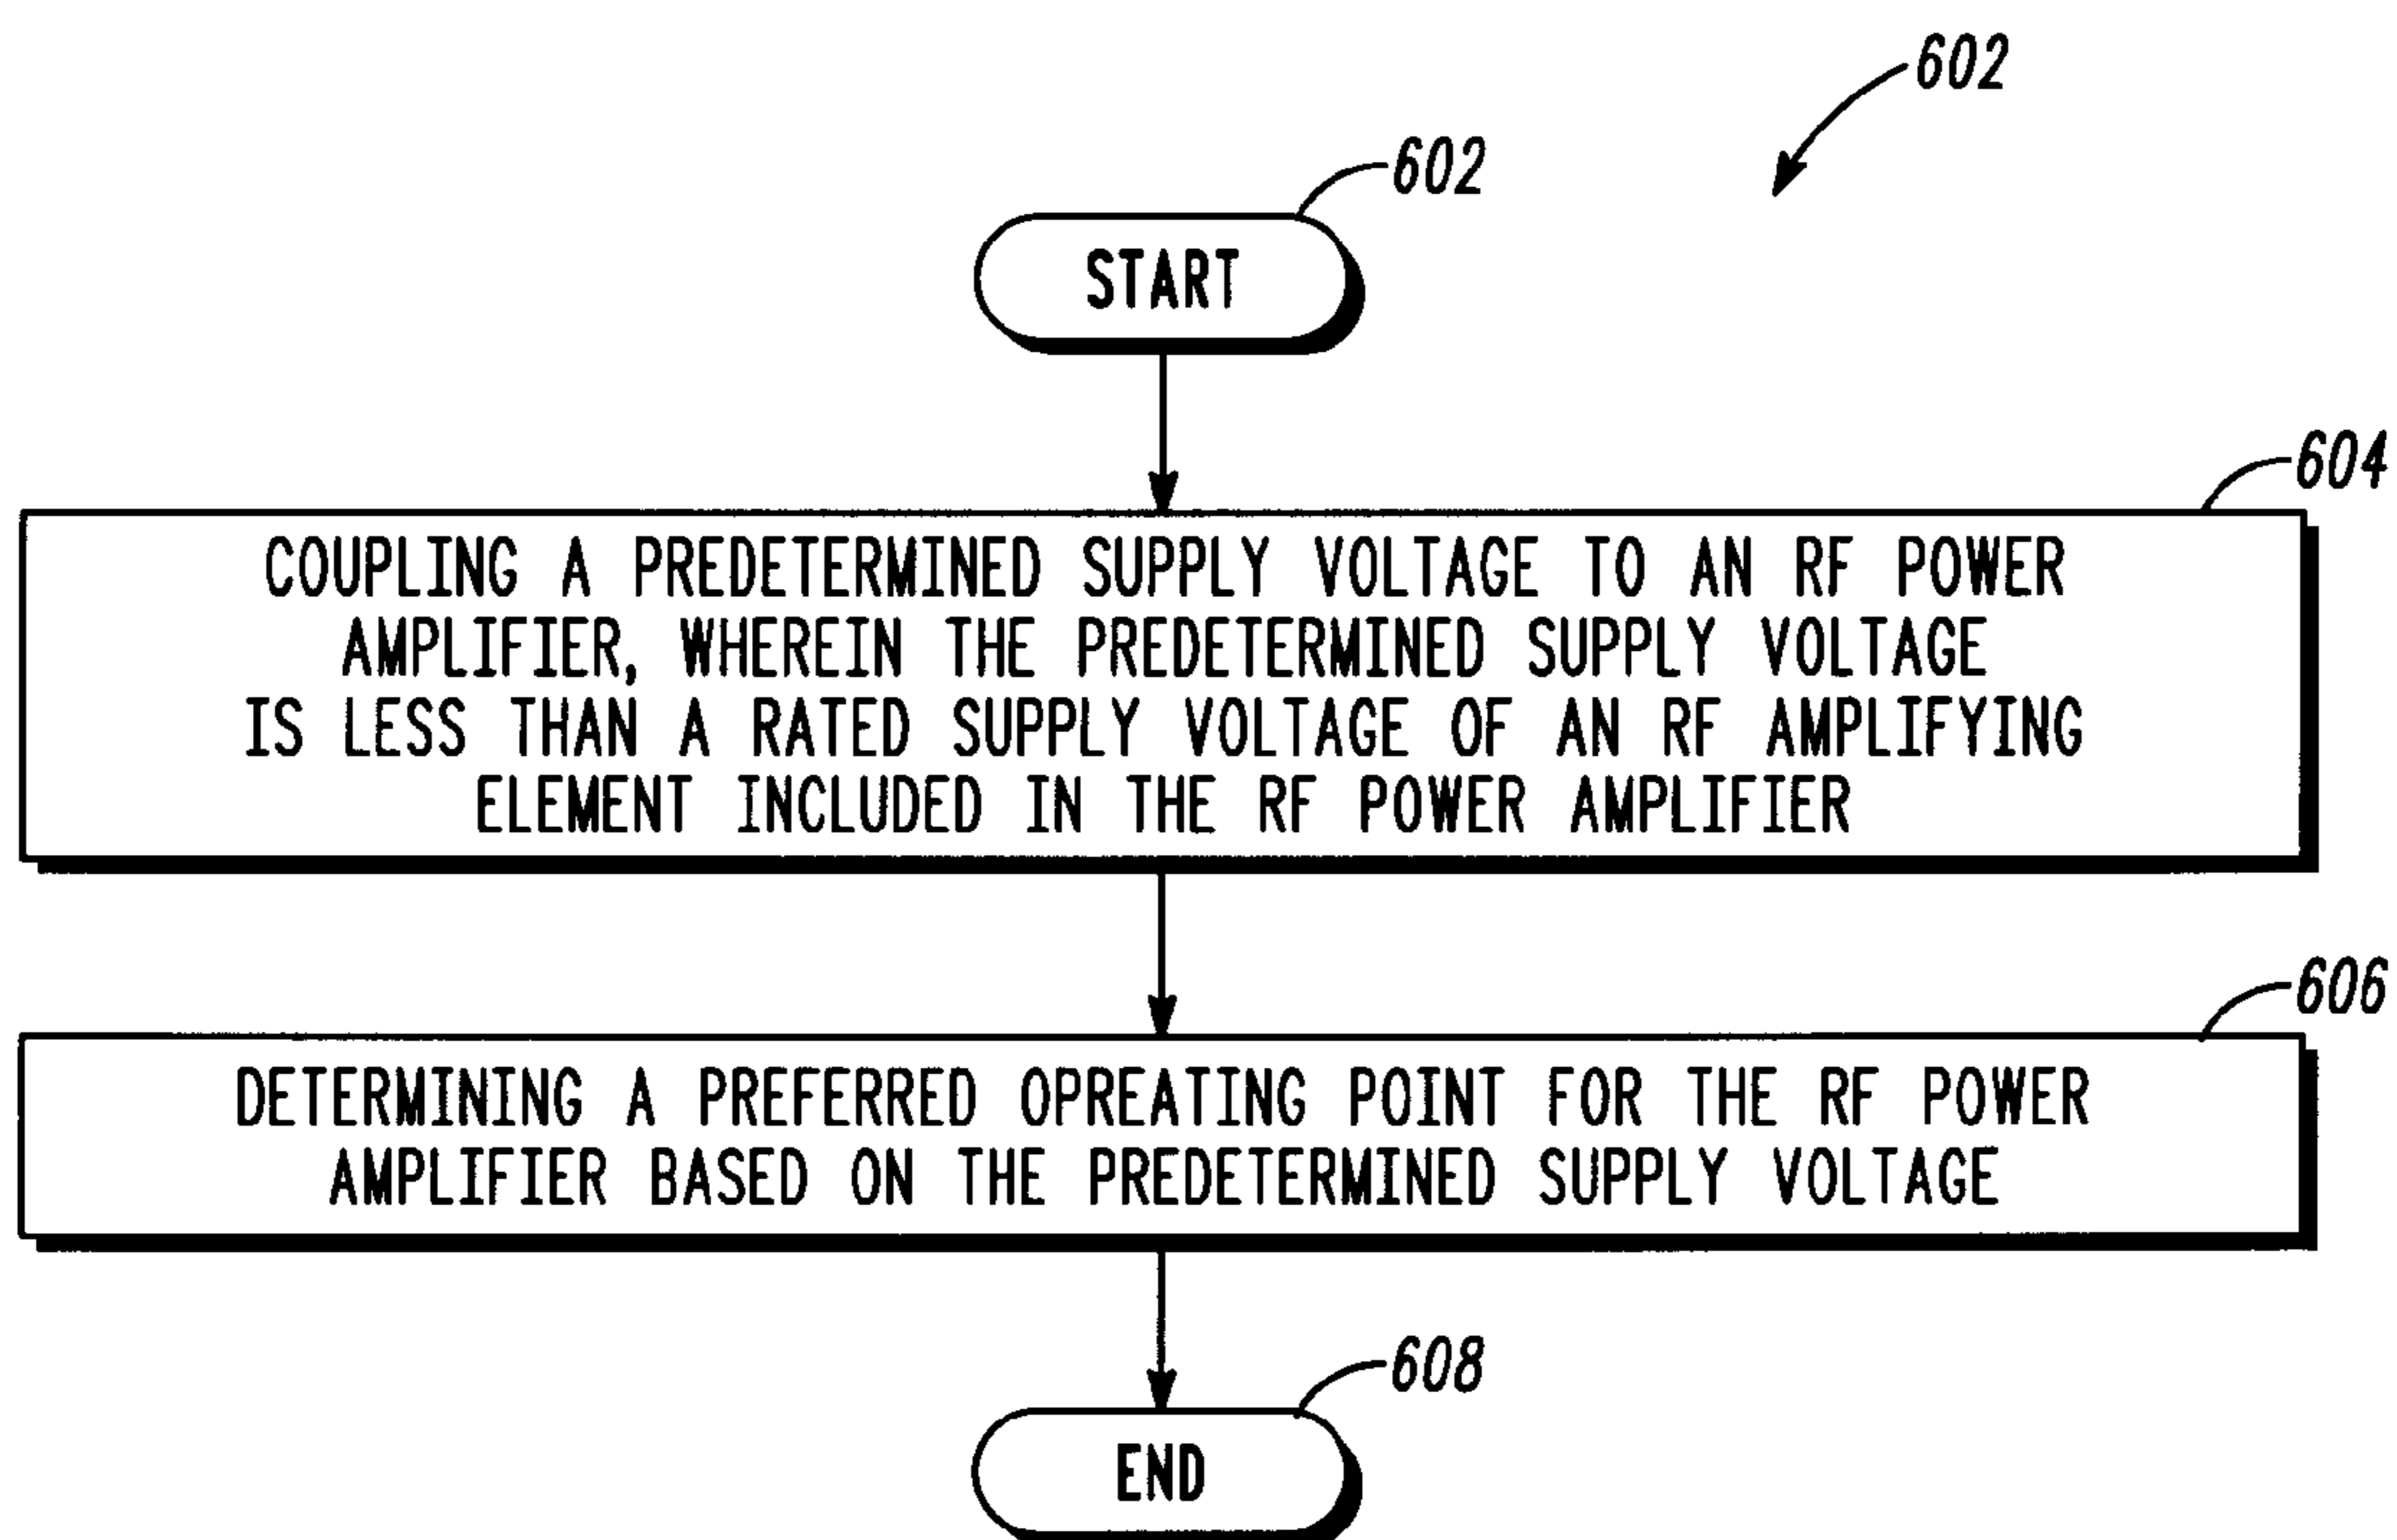 602
602
START
604
COUPLING A PREDETERMINED SUPPLY VOLTAGE TO AN RF POWER
AMPLIFIER, WHEREIN THE PREDETERMINED SUPPLY VOLTAGE
IS LESS THAN A RATED SUPPLY VOLTAGE OF AN RF AMPLIFYING
ELEMENT INCLUDED IN THE RF POWER AMPLIFIER
606
DETERMINING A PREFERRED OPREATING POINT FOR THE RF POWER
AMPLIFIER BASED ON THE PREDETERMINED SUPPLY VOLTAGE
608
END